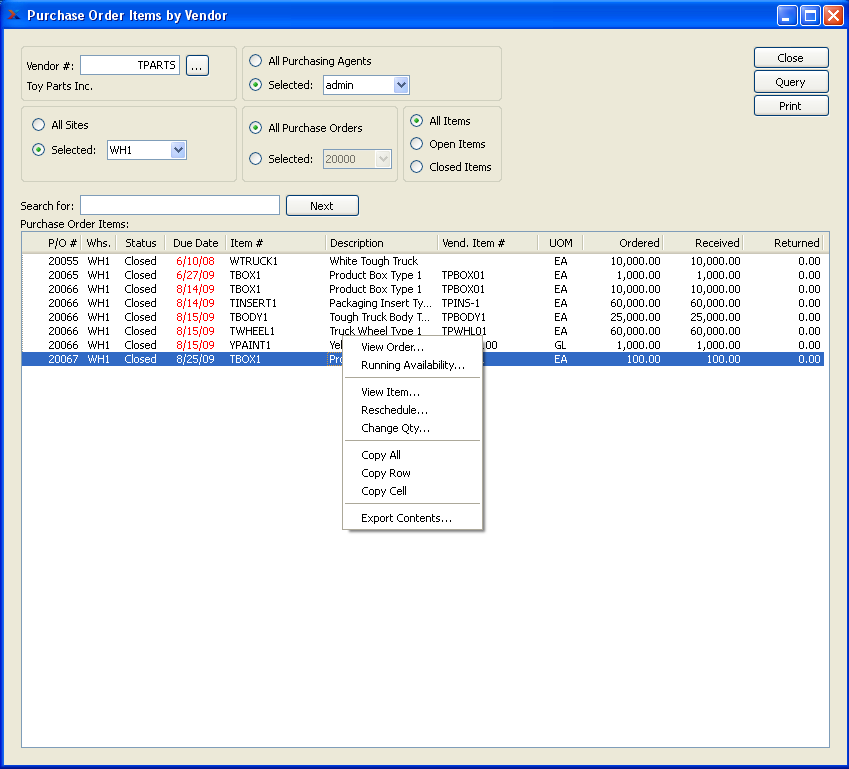 Purchase Order Items by Vendor
Vendor #: TPARTS ...
Toy Parts Inc.
All Purchasing Agents
Selected: admin
Close
Query
Print
All Sites
Selected: WH1
All Purchase Orders
Selected: 20000
All Items
Open Items
Closed Items
Search for: Next
Purchase Order Items:
P/O # Whs. Status Due Date Item # Description Vend. Item # UOM Ordered Received Returned
20055 WH1 Closed 6/10/08 WTRUCK1 White Tough Truck EA 10,000.00 10,000.00 0.00
20065 WH1 Closed 6/27/09 TBOX1 Product Box Type 1 TPBOX01 EA 1,000.00 1,000.00 0.00
20066 WH1 Closed 8/14/09 TBOX1 Product Box Type 1 TPBOX01 EA 10,000.00 10,000.00 0.00
20066 WH1 Closed 8/14/09 TINSERT1 Packaging Insert Ty... TPINS-1 EA 60,000.00 60,000.00 0.00
20066 WH1 Closed 8/15/09 TBODY1 Tough Truck Body T... TPBODY1 EA 25,000.00 25,000.00 0.00
20066 WH1 Closed 8/15/09 TWHEEL1 Truck Wheel Type 1 TPWHL01 EA 60,000.00 60,000.00 0.00
20066 WH1 Closed 8/15/09 YPAINT1 00 GL 1,000.00 1,000.00 0.00
20067 WH1 Closed 8/25/09 TBOX1 EA 100.00 100.00 0.00
View Order...
Running Availability...
View Item...
Reschedule...
Change Qty...
Copy All
Copy Row
Copy Cell
Export Contents...